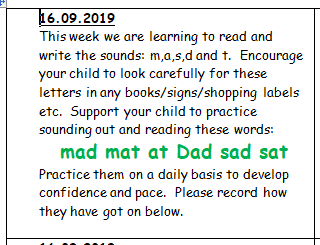 16.09.2019
This week we are learning to read and
write the sounds: m,a,s,d and t.  Encourage
your child to look carefully for these
letters in any books/signs/shopping labels
etc.  Support your child to practice
sounding out and reading these words:
mad mat at Dad sad sat
Practice them on a daily basis to develop
confidence and pace.  Please record how
they have got on below.